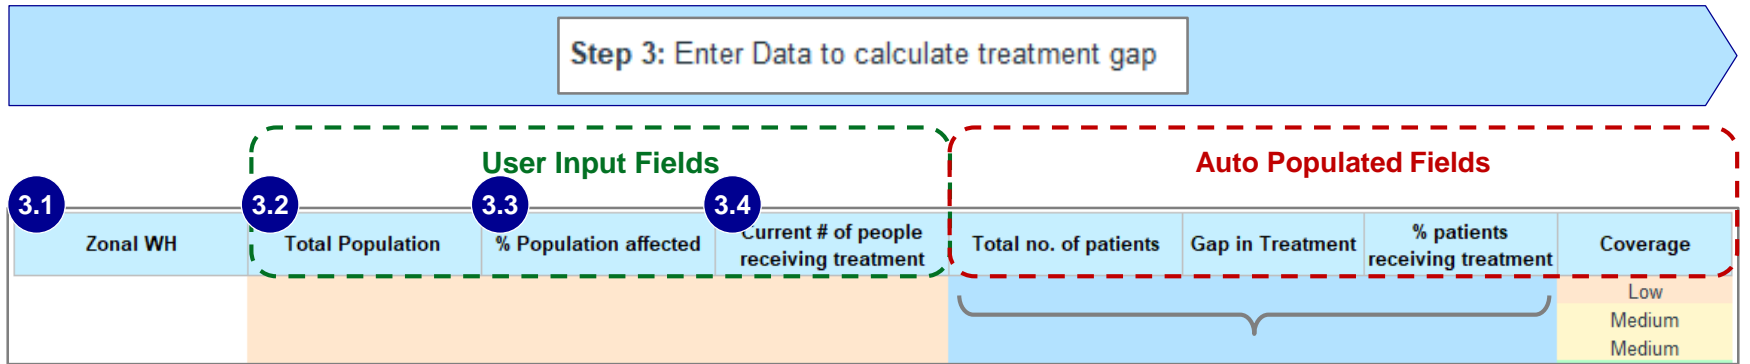 Step 3: Enter Data to calculate treatment gap
User Input Fields
Auto Populated Fields
3.1
3.2
3.3
3.4
Zonal WH
Total Population
% Population affected
Current # of people
receiving treatment
Total no. of patients
Gap in Treatment
% patients
receiving treatment
Coverage
Low
Medium
Medium